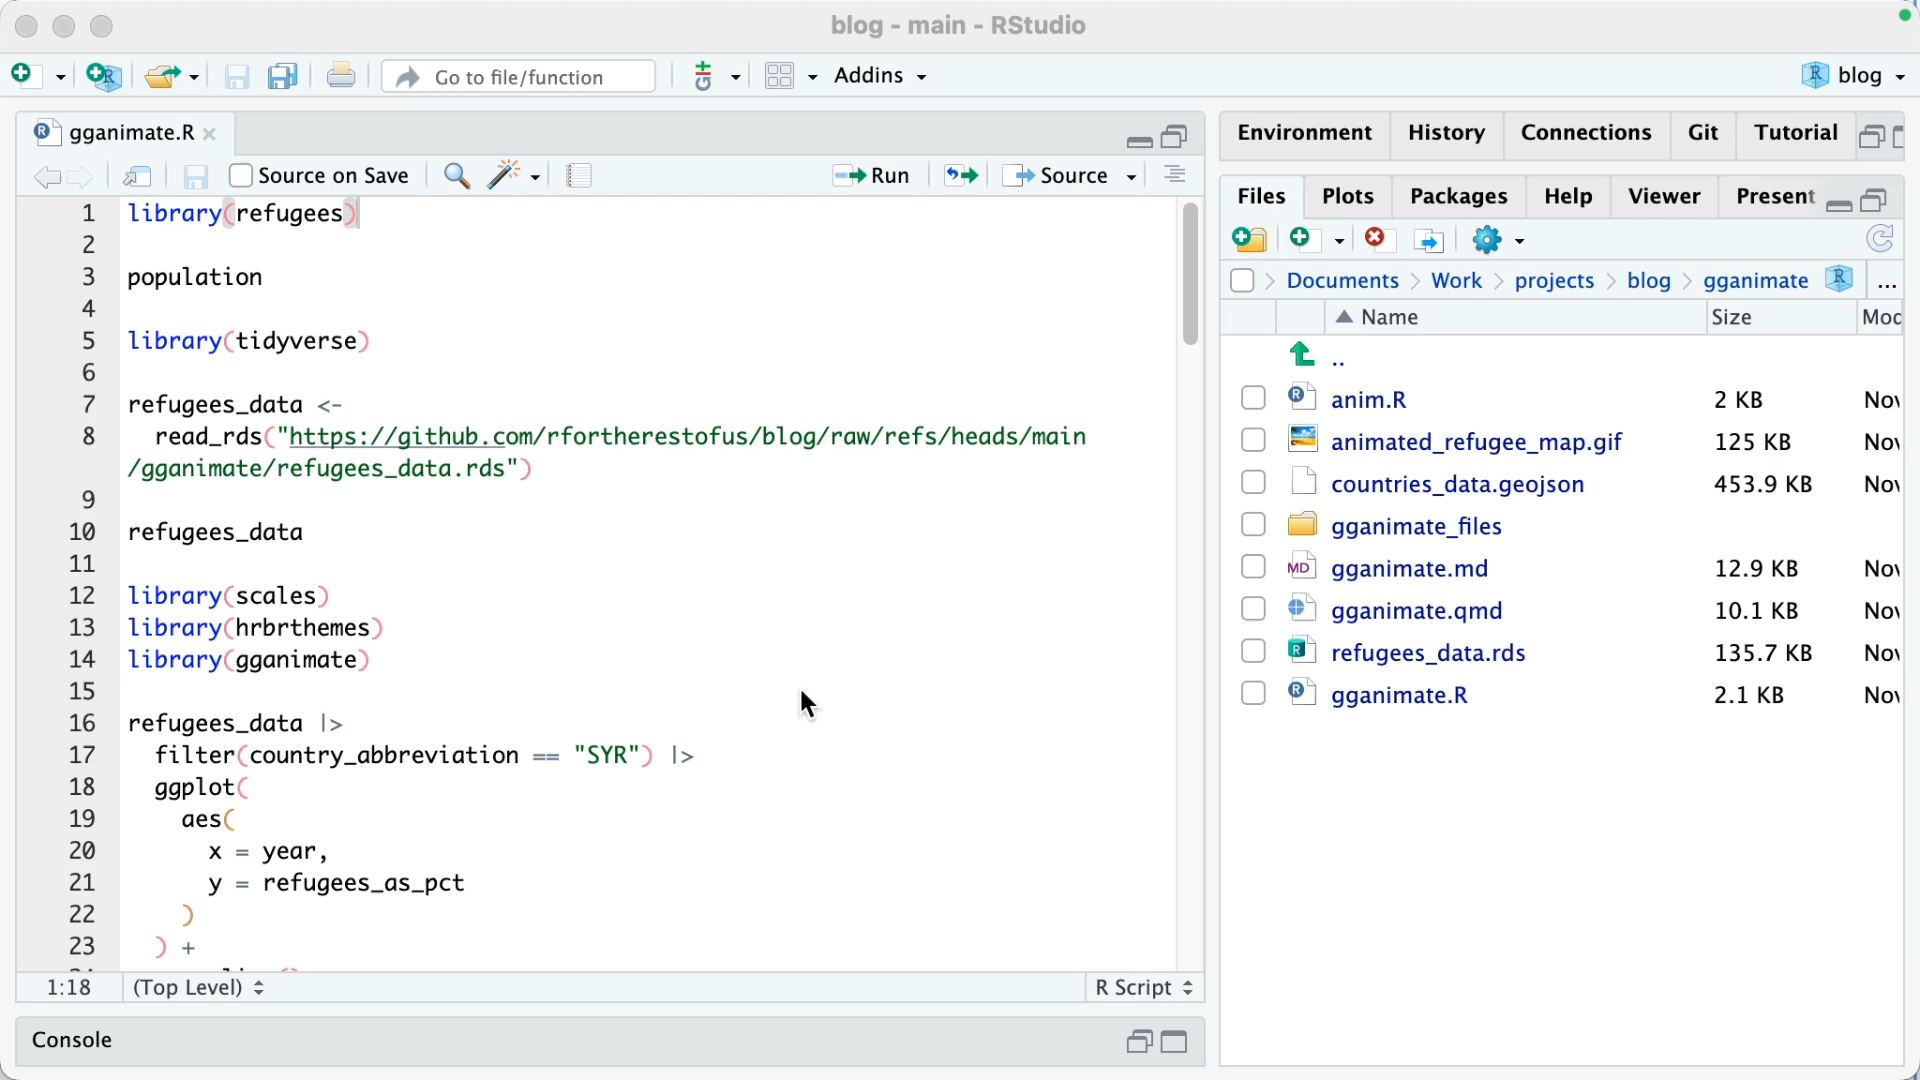 blog - main - RStudio
Go to file/function
Addins
blog
gganimate.R
Source on Save
Run
Source
1 library(refugees)
2
3 population
4
5 library(tidyverse)
6
7 refugees_data <-
8 read_rds("https://github.com/rfortherestofus/blog/raw/refs/heads/main
/gganimate/refugees_data.rds")
9
10 refugees_data
11
12 library(scales)
13 library(hrbrthemes)
14 library(gganimate)
15
16 refugees_data |>
17 filter(country_abbreviation == "SYR") |>
18 ggplot(
19 aes(
20 x = year,
21 y = refugees_as_pct
22 )
23 ) +
1:18 (Top Level) R Script
Console
Environment History Connections Git Tutorial
Files Plots Packages Help Viewer Present
Documents Work projects blog gganimate ...
Name Size Moc
..
anim.R 2 KB Nov
animated_refugee_map.gif 125 KB Nov
countries_data.geojson 453.9 KB Nov
gganimate_files
gganimate.md 12.9 KB Nov
gganimate.qmd 10.1 KB Nov
refugees_data.rds 135.7 KB Nov
gganimate.R 2.1 KB Nov